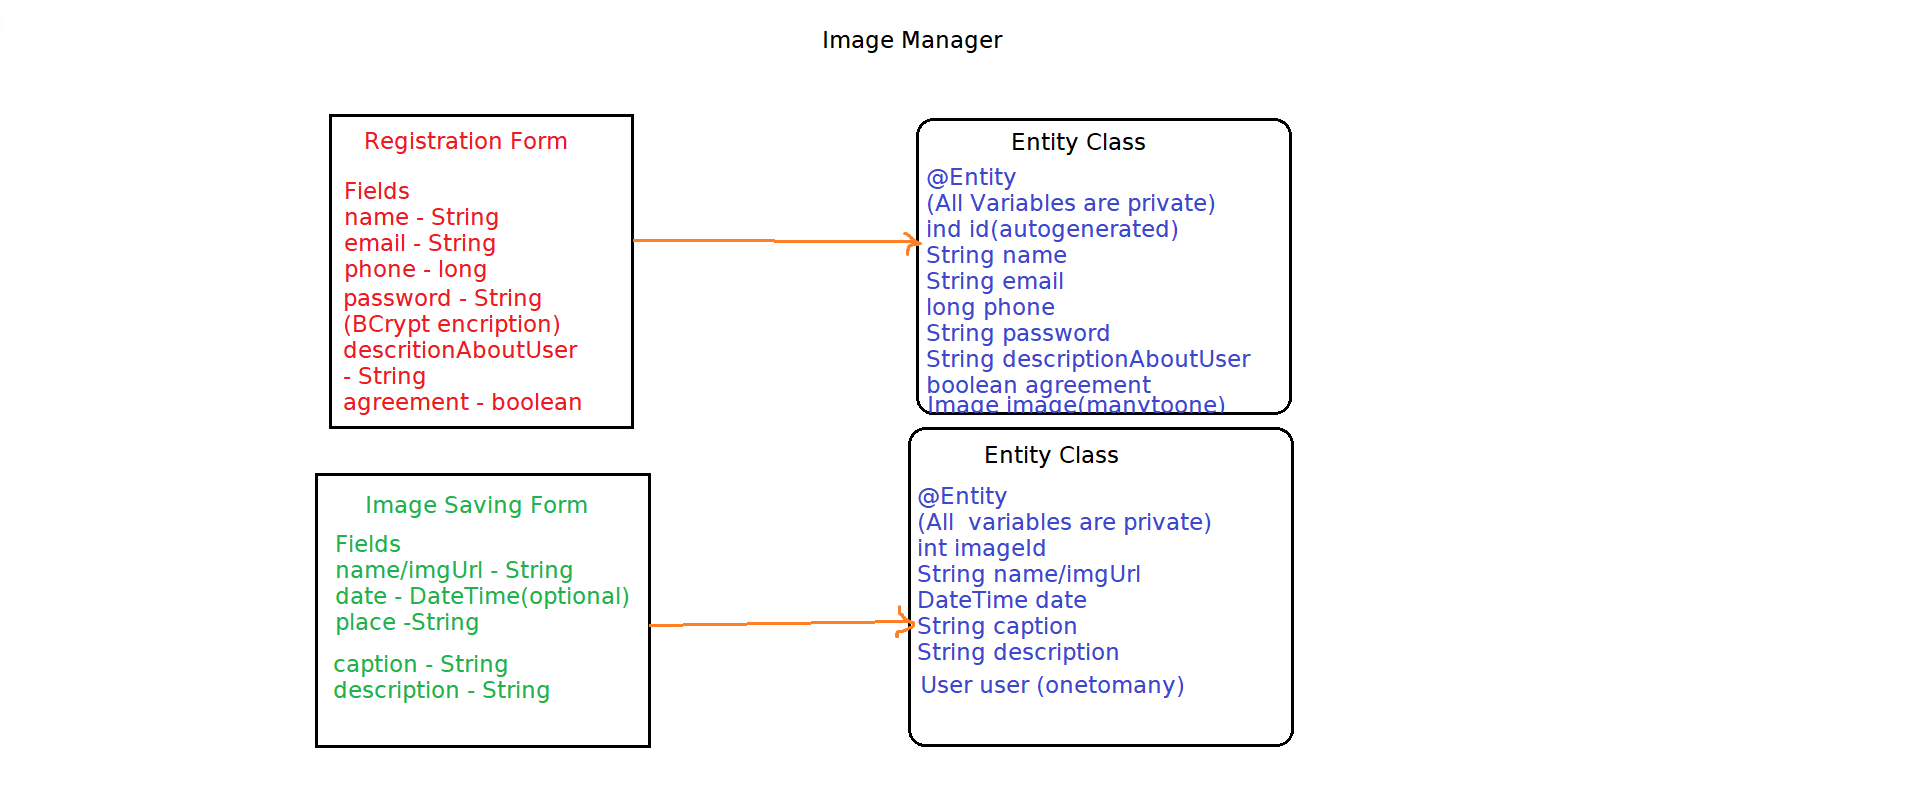 Image Manager
Registration Form
Fields
name - String
email - String
phone - long
password - String
(BCrypt encription)
descritionAboutUser
- String
agreement - boolean
Entity Class
@Entity
(All Variables are private)
ind id(autogenerated)
String name
String email
long phone
String password
String descriptionAboutUser
boolean agreement
Image image(manytoone)
Image Saving Form
Fields
name/imgUrl - String
date - DateTime(optional)
place -String
caption - String
description - String
Entity Class
@Entity
(All  variables are private)
int imageId
String name/imgUrl
DateTime date
String caption
String description
User user (onetomany)